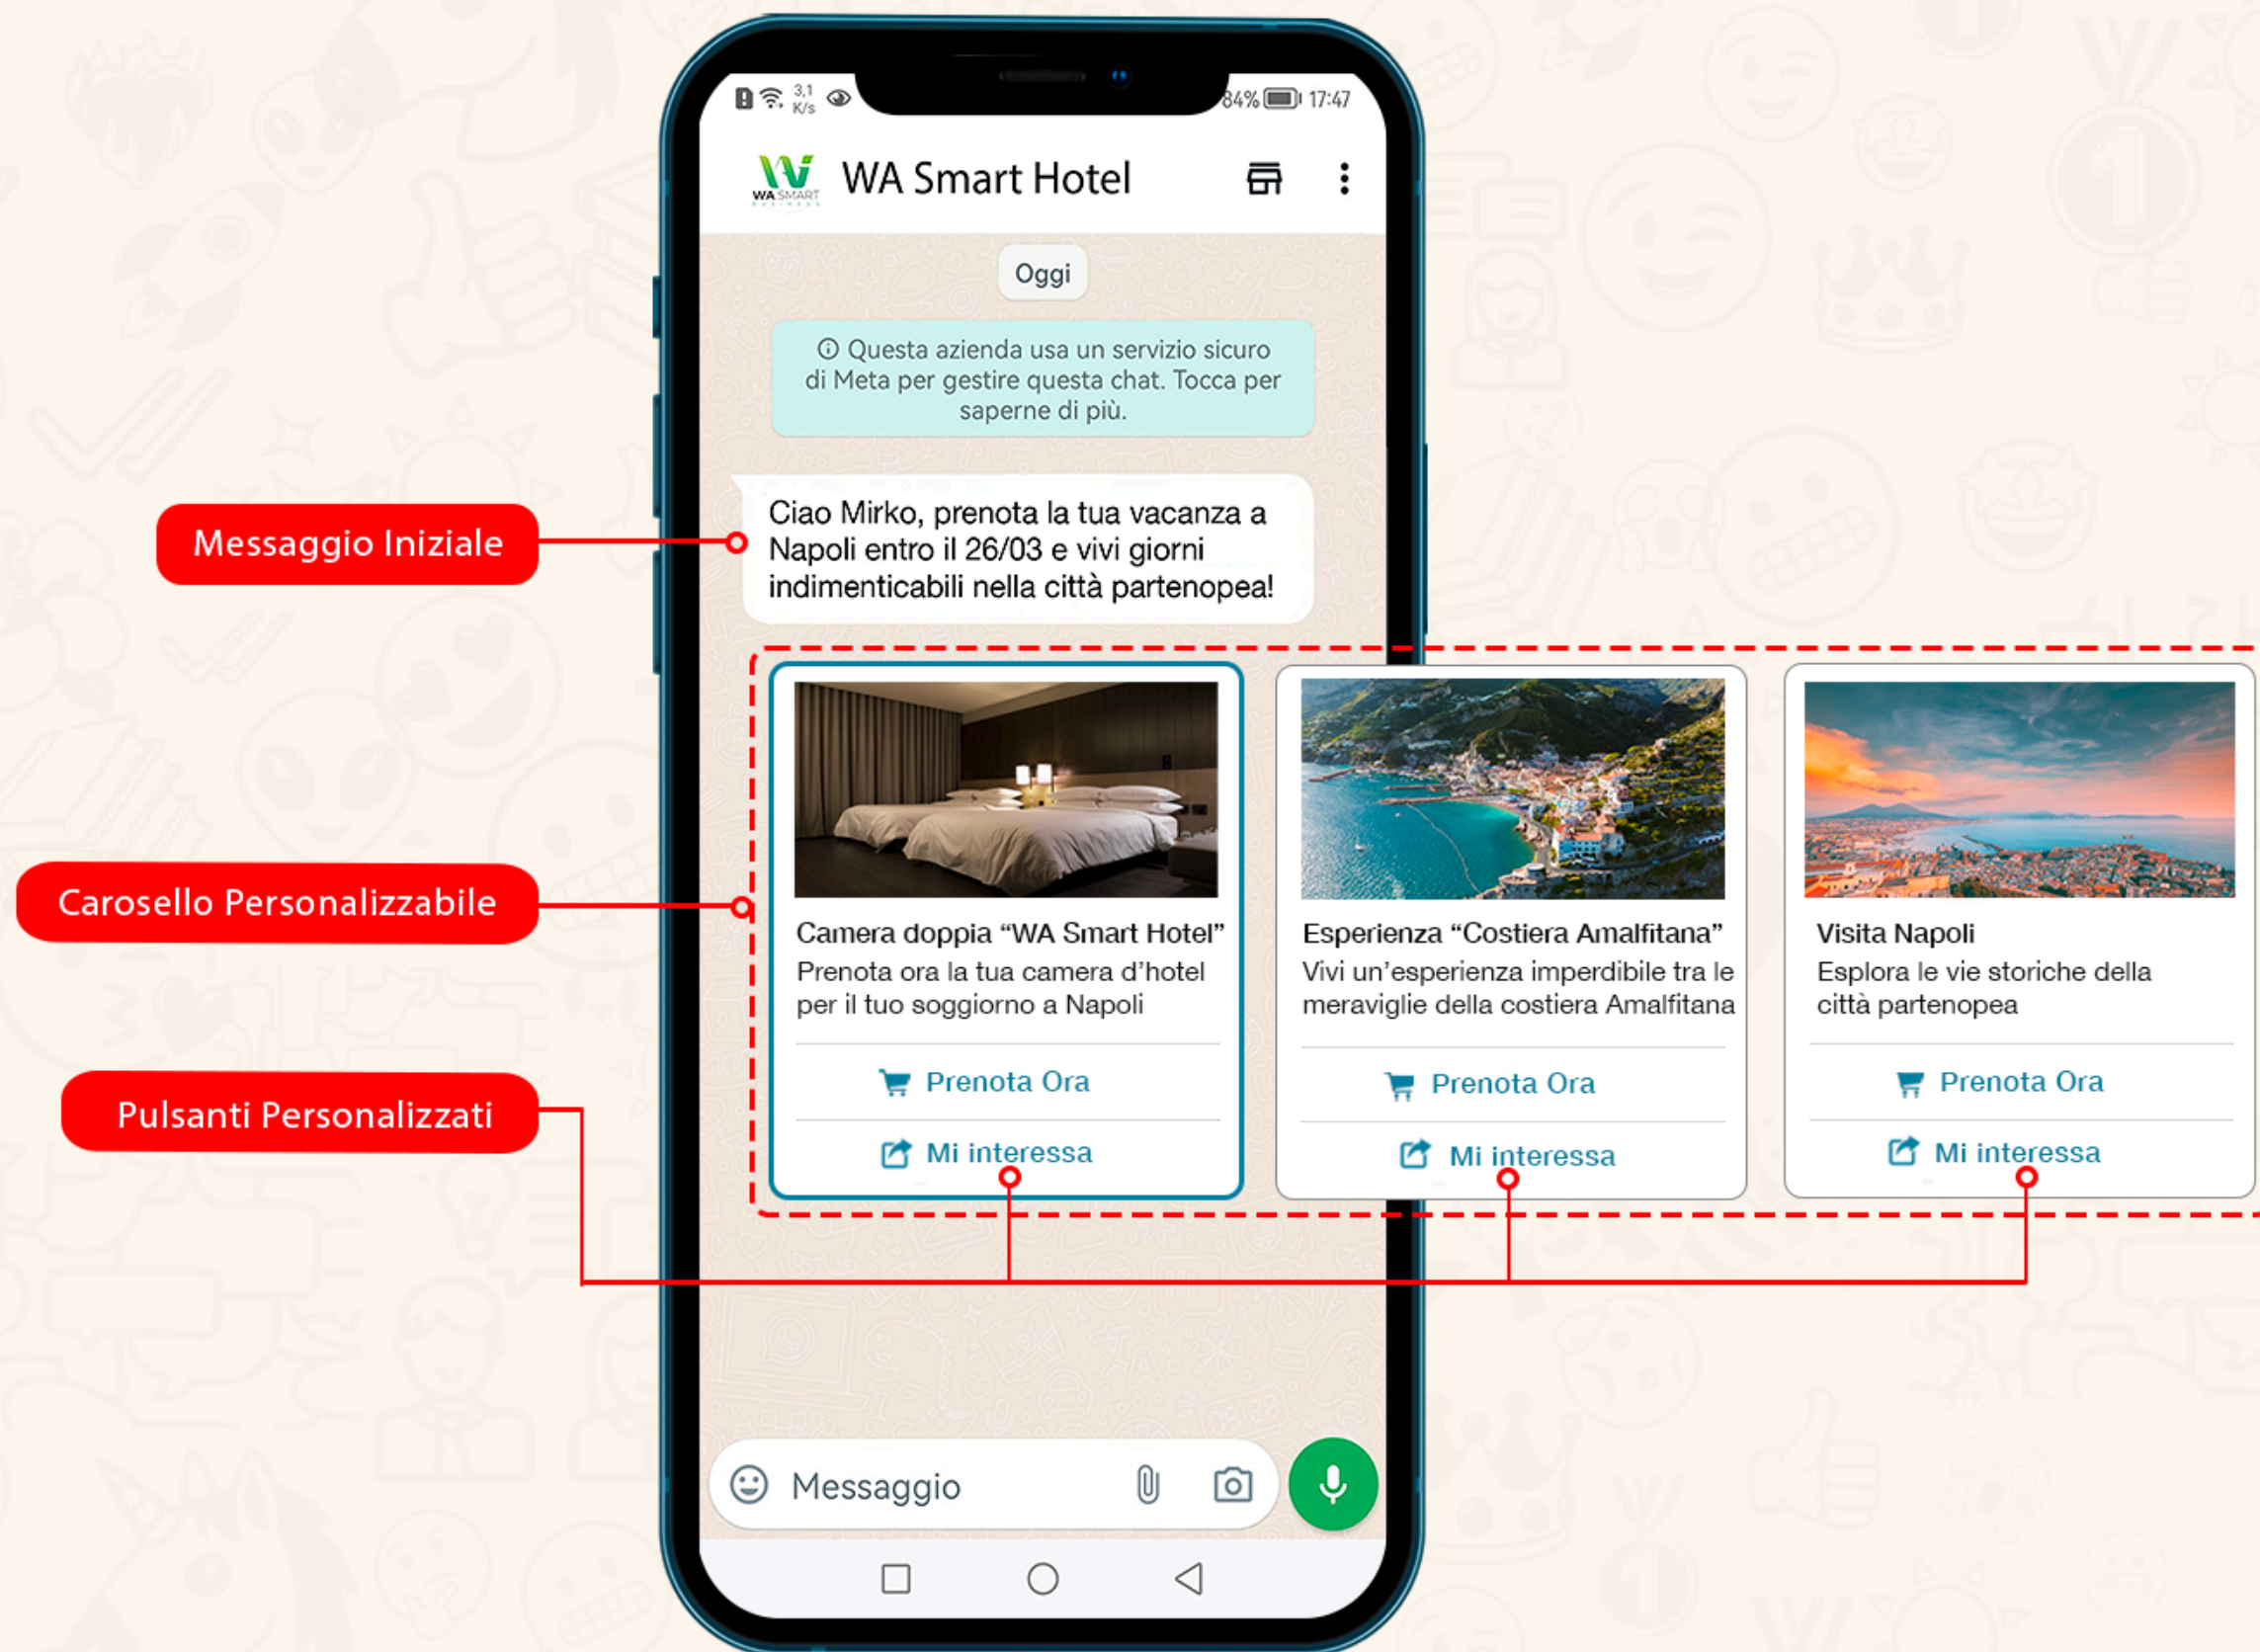 3,1
K/s
84%
17:47
WA SMART
BUSINESS
WA Smart Hotel
Oggi
Questa azienda usa un servizio sicuro
di Meta per gestire questa chat. Tocca per
saperne di più.
Messaggio Iniziale
Ciao Mirko, prenota la tua vacanza a
Napoli entro il 26/03 e vivi giorni
indimenticabili nella città partenopea!
Carosello Personalizzabile
Camera doppia “WA Smart Hotel”
Prenota ora la tua camera d’hotel
per il tuo soggiorno a Napoli
Prenota Ora
Mi interessa
Esperienza “Costiera Amalfitana”
Vivi un’esperienza imperdibile tra le
meraviglie della costiera Amalfitana
Prenota Ora
Mi interessa
Visita Napoli
Esplora le vie storiche della
città partenopea
Prenota Ora
Mi interessa
Pulsanti Personalizzati
Messaggio